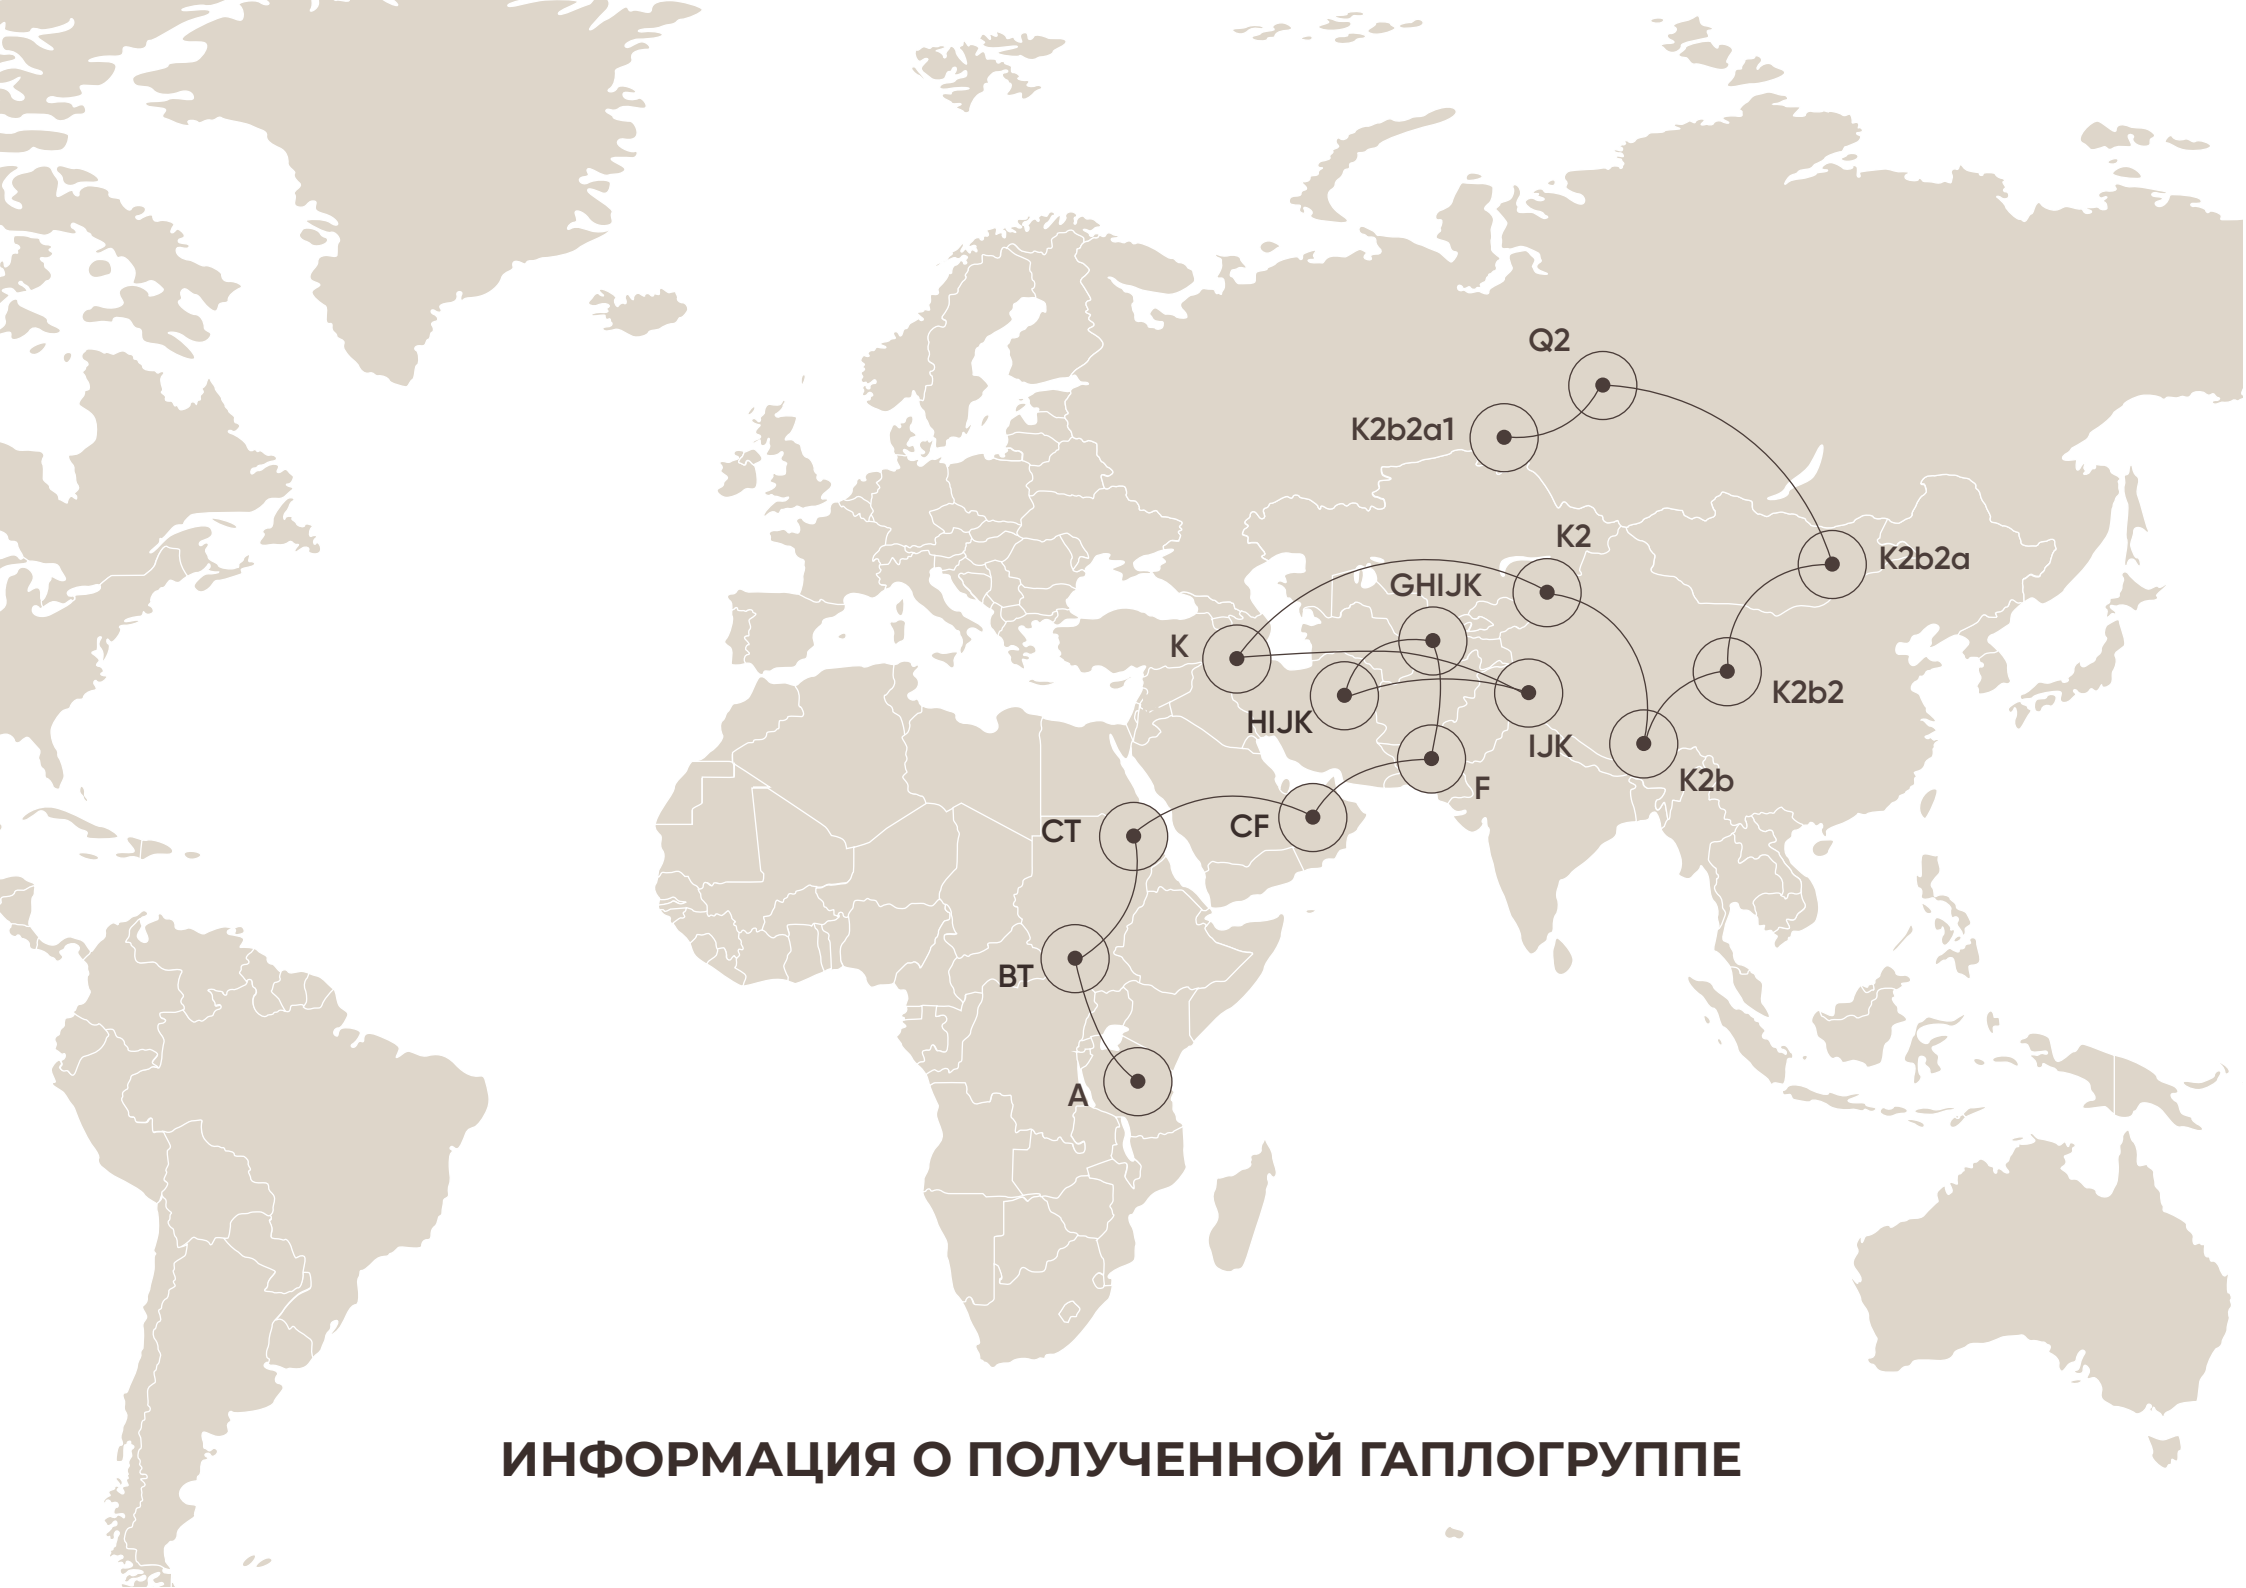 Q2
K2b2a1
K2
K2b2a
GHIJK
K
K2b2
HIJK
IJK
K2b
F
CF
CT
BT
A
ИНФОРМАЦИЯ О ПОЛУЧЕННОЙ ГАПЛОГРУППЕ